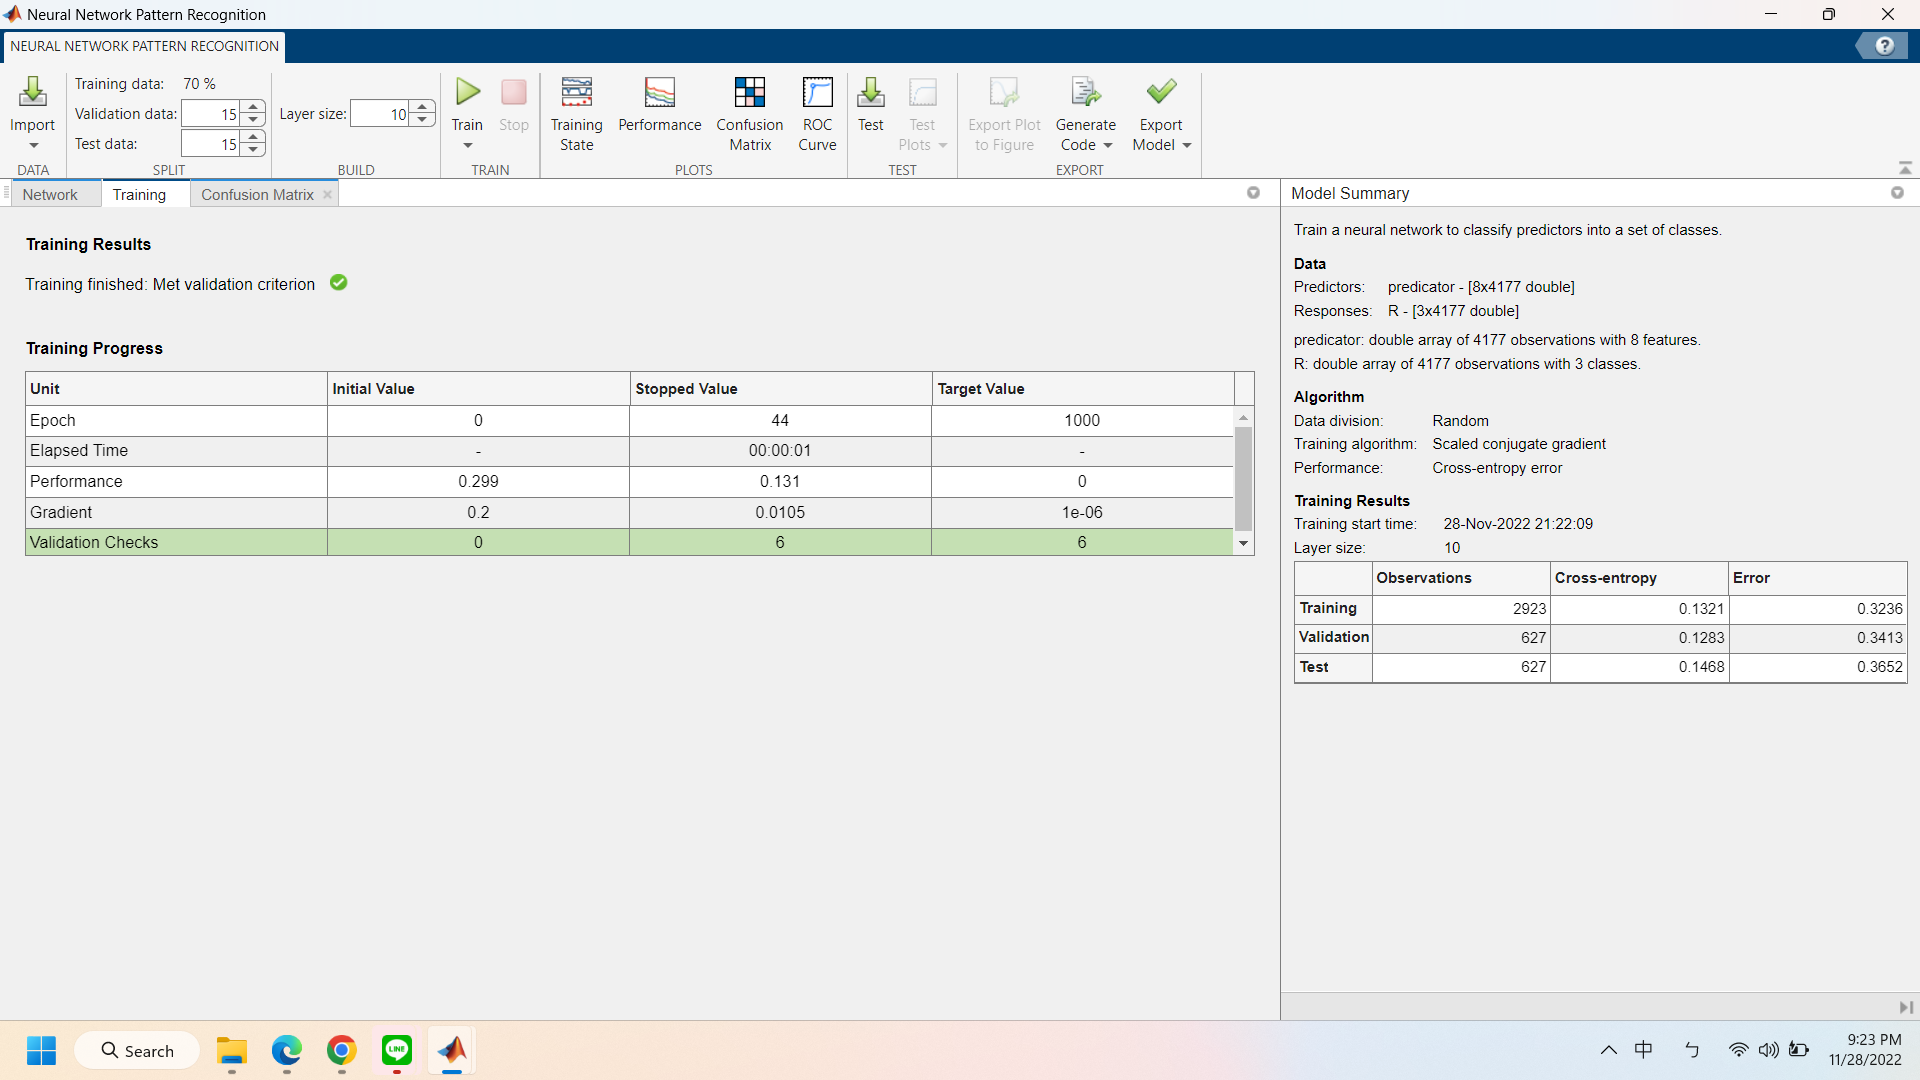 Neural Network Pattern Recognition
NEURAL NETWORK PATTERN RECOGNITION
?
Training data: 70 %
Validation data: 15
Test data: 15
Layer size: 10
Import
Train
Stop
Training State
Performance
Confusion Matrix
ROC Curve
Test
Test Plots
Export Plot to Figure
Generate Code
Export Model
DATA
SPLIT
BUILD
TRAIN
PLOTS
TEST
EXPORT
Network
Training
Confusion Matrix
Training Results
Training finished: Met validation criterion
Training Progress
Unit Initial Value Stopped Value Target Value
Epoch 0 44 1000
Elapsed Time - 00:00:01 -
Performance 0.299 0.131 0
Gradient 0.2 0.0105 1e-06
Validation Checks 0 6 6
Model Summary
Train a neural network to classify predictors into a set of classes.
Data
Predictors: predicator - [8x4177 double]
Responses: R - [3x4177 double]
predicator: double array of 4177 observations with 8 features.
R: double array of 4177 observations with 3 classes.
Algorithm
Data division: Random
Training algorithm: Scaled conjugate gradient
Performance: Cross-entropy error
Training Results
Training start time: 28-Nov-2022 21:22:09
Layer size: 10
Observations Cross-entropy Error
Training 2923 0.1321 0.3236
Validation 627 0.1283 0.3413
Test 627 0.1468 0.3652
Search
LINE
中
ㄅ
9:23 PM
11/28/2022